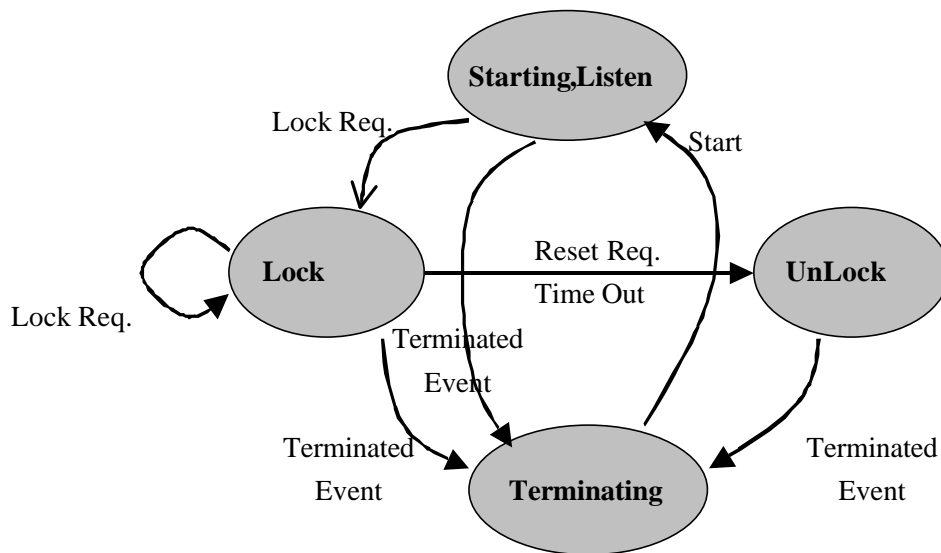 Starting,Listen
Lock Req.
Start
Lock
Reset Req.
Time Out
UnLock
Lock Req.
Terminated
Event
Terminated
Event
Terminated
Event
Terminating